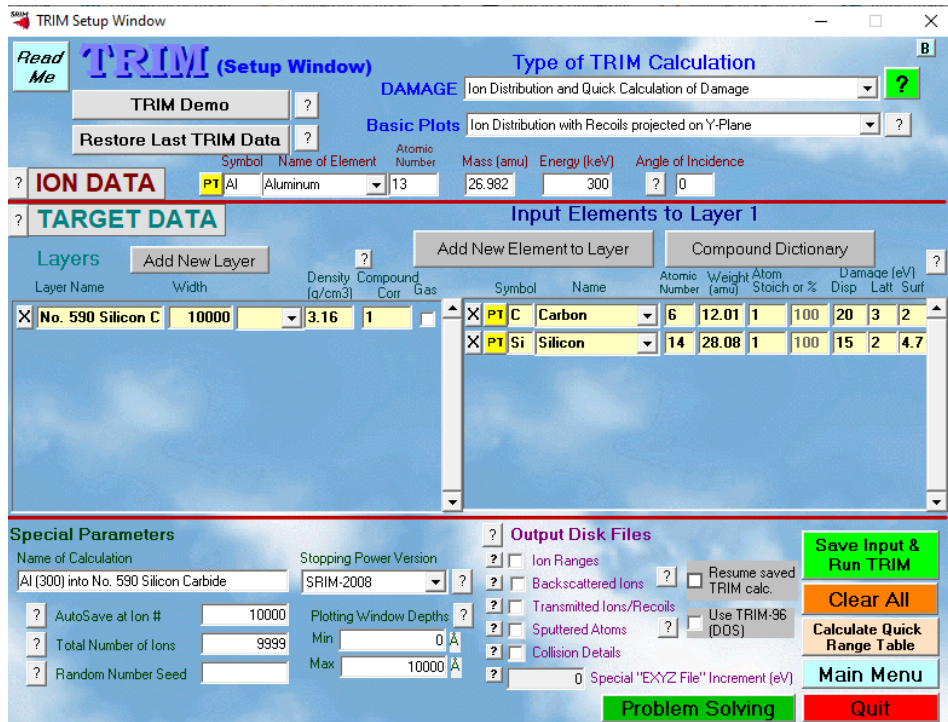 SRIM TRIM Setup Window
Read Me
TRIM (Setup Window)
Type of TRIM Calculation
B
DAMAGE Ion Distribution and Quick Calculation of Damage ?
TRIM Demo ?
Basic Plots Ion Distribution with Recoils projected on Y-Plane ?
Restore Last TRIM Data ?
Symbol Name of Element Atomic Number Mass (amu) Energy (keV) Angle of Incidence
? ION DATA PT Al Aluminum 13 26.982 300 ? 0
? TARGET DATA
Input Elements to Layer 1
Layers Add New Layer ?
Add New Element to Layer Compound Dictionary ?
Layer Name Width Density (g/cm3) Compound Corr Gas
Symbol Name Atomic Number Weight (amu) Atom Stoich or % Damage (eV) Disp Latt Surf
X No. 590 Silicon C 10000 3.16 1
X PT C Carbon 6 12.01 1 100 20 3 2
X PT Si Silicon 14 28.08 1 100 15 2 4.7
Special Parameters
Name of Calculation
Stopping Power Version
Al (300) into No. 590 Silicon Carbide
SRIM-2008 ?
? AutoSave at Ion # 10000
? Total Number of Ions 9999
? Random Number Seed
Plotting Window Depths ?
Min 0 Å
Max 10000 Å
? Output Disk Files
? Ion Ranges
? Backscattered Ions
? Transmitted Ions/Recoils
? Sputtered Atoms
? Collision Details
? 0 Special "EXYZ File" Increment (eV)
? Resume saved TRIM calc.
? Use TRIM-96 (DOS)
Save Input & Run TRIM
Clear All
Calculate Quick Range Table
Main Menu
Problem Solving
Quit